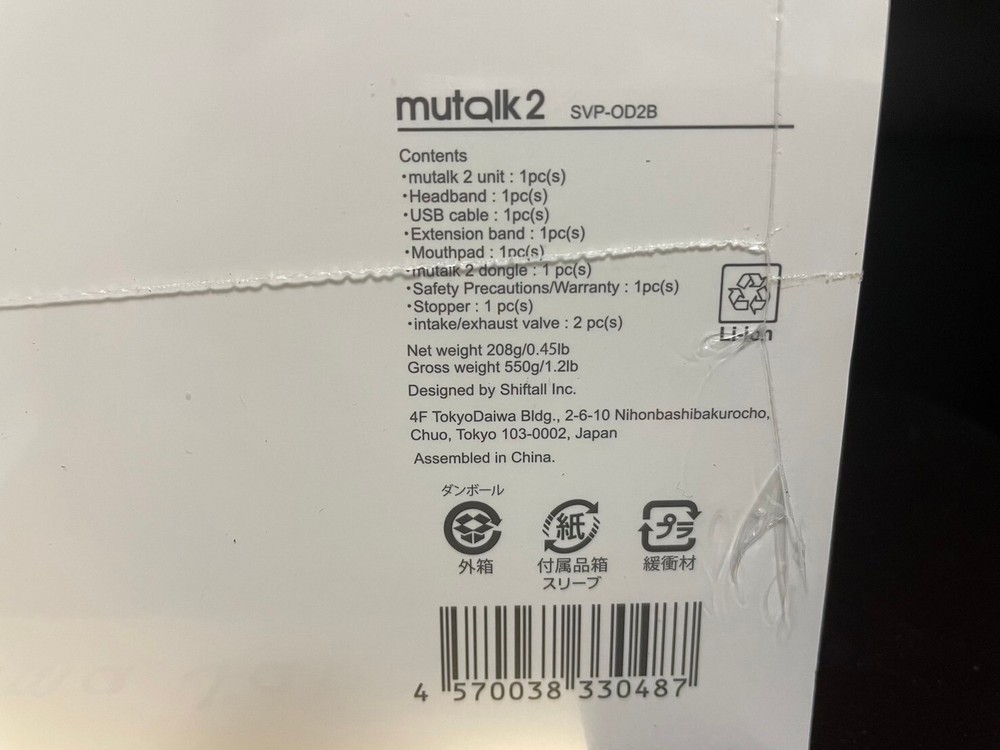 mutalk 2 SVP-OD2B
Contents
・mutalk 2 unit : 1pc(s)
・Headband : 1pc(s)
・USB cable : 1pc(s)
・Extension band : 1pc(s)
・Mouthpad : 1pc(s)
・mutalk 2 dongle : 1 pc(s)
・Safety Precautions/Warranty : 1pc(s)
・Stopper : 1 pc(s)
・intake/exhaust valve : 2 pc(s)
Li-ion
Net weight 208g/0.45lb
Gross weight 550g/1.2lb
Designed by Shiftall Inc.
4F TokyoDaiwa Bldg., 2-6-10 Nihonbashibakurocho,
Chuo, Tokyo 103-0002, Japan
Assembled in China.
ダンボール
外箱
紙
付属品箱
スリーブ
プラ
緩衝材
4 570038 330487